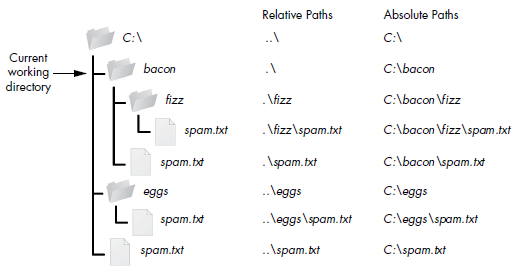 Relative Paths Absolute Paths
C:\ ..\ C:\
Current working directory
bacon .\ C:\bacon
fizz .\fizz C:\bacon\fizz
spam.txt .\fizz\spam.txt C:\bacon\fizz\spam.txt
spam.txt .\spam.txt C:\bacon\spam.txt
eggs ..\eggs C:\eggs
spam.txt ..\eggs\spam.txt C:\eggs\spam.txt
spam.txt ..\spam.txt C:\spam.txt